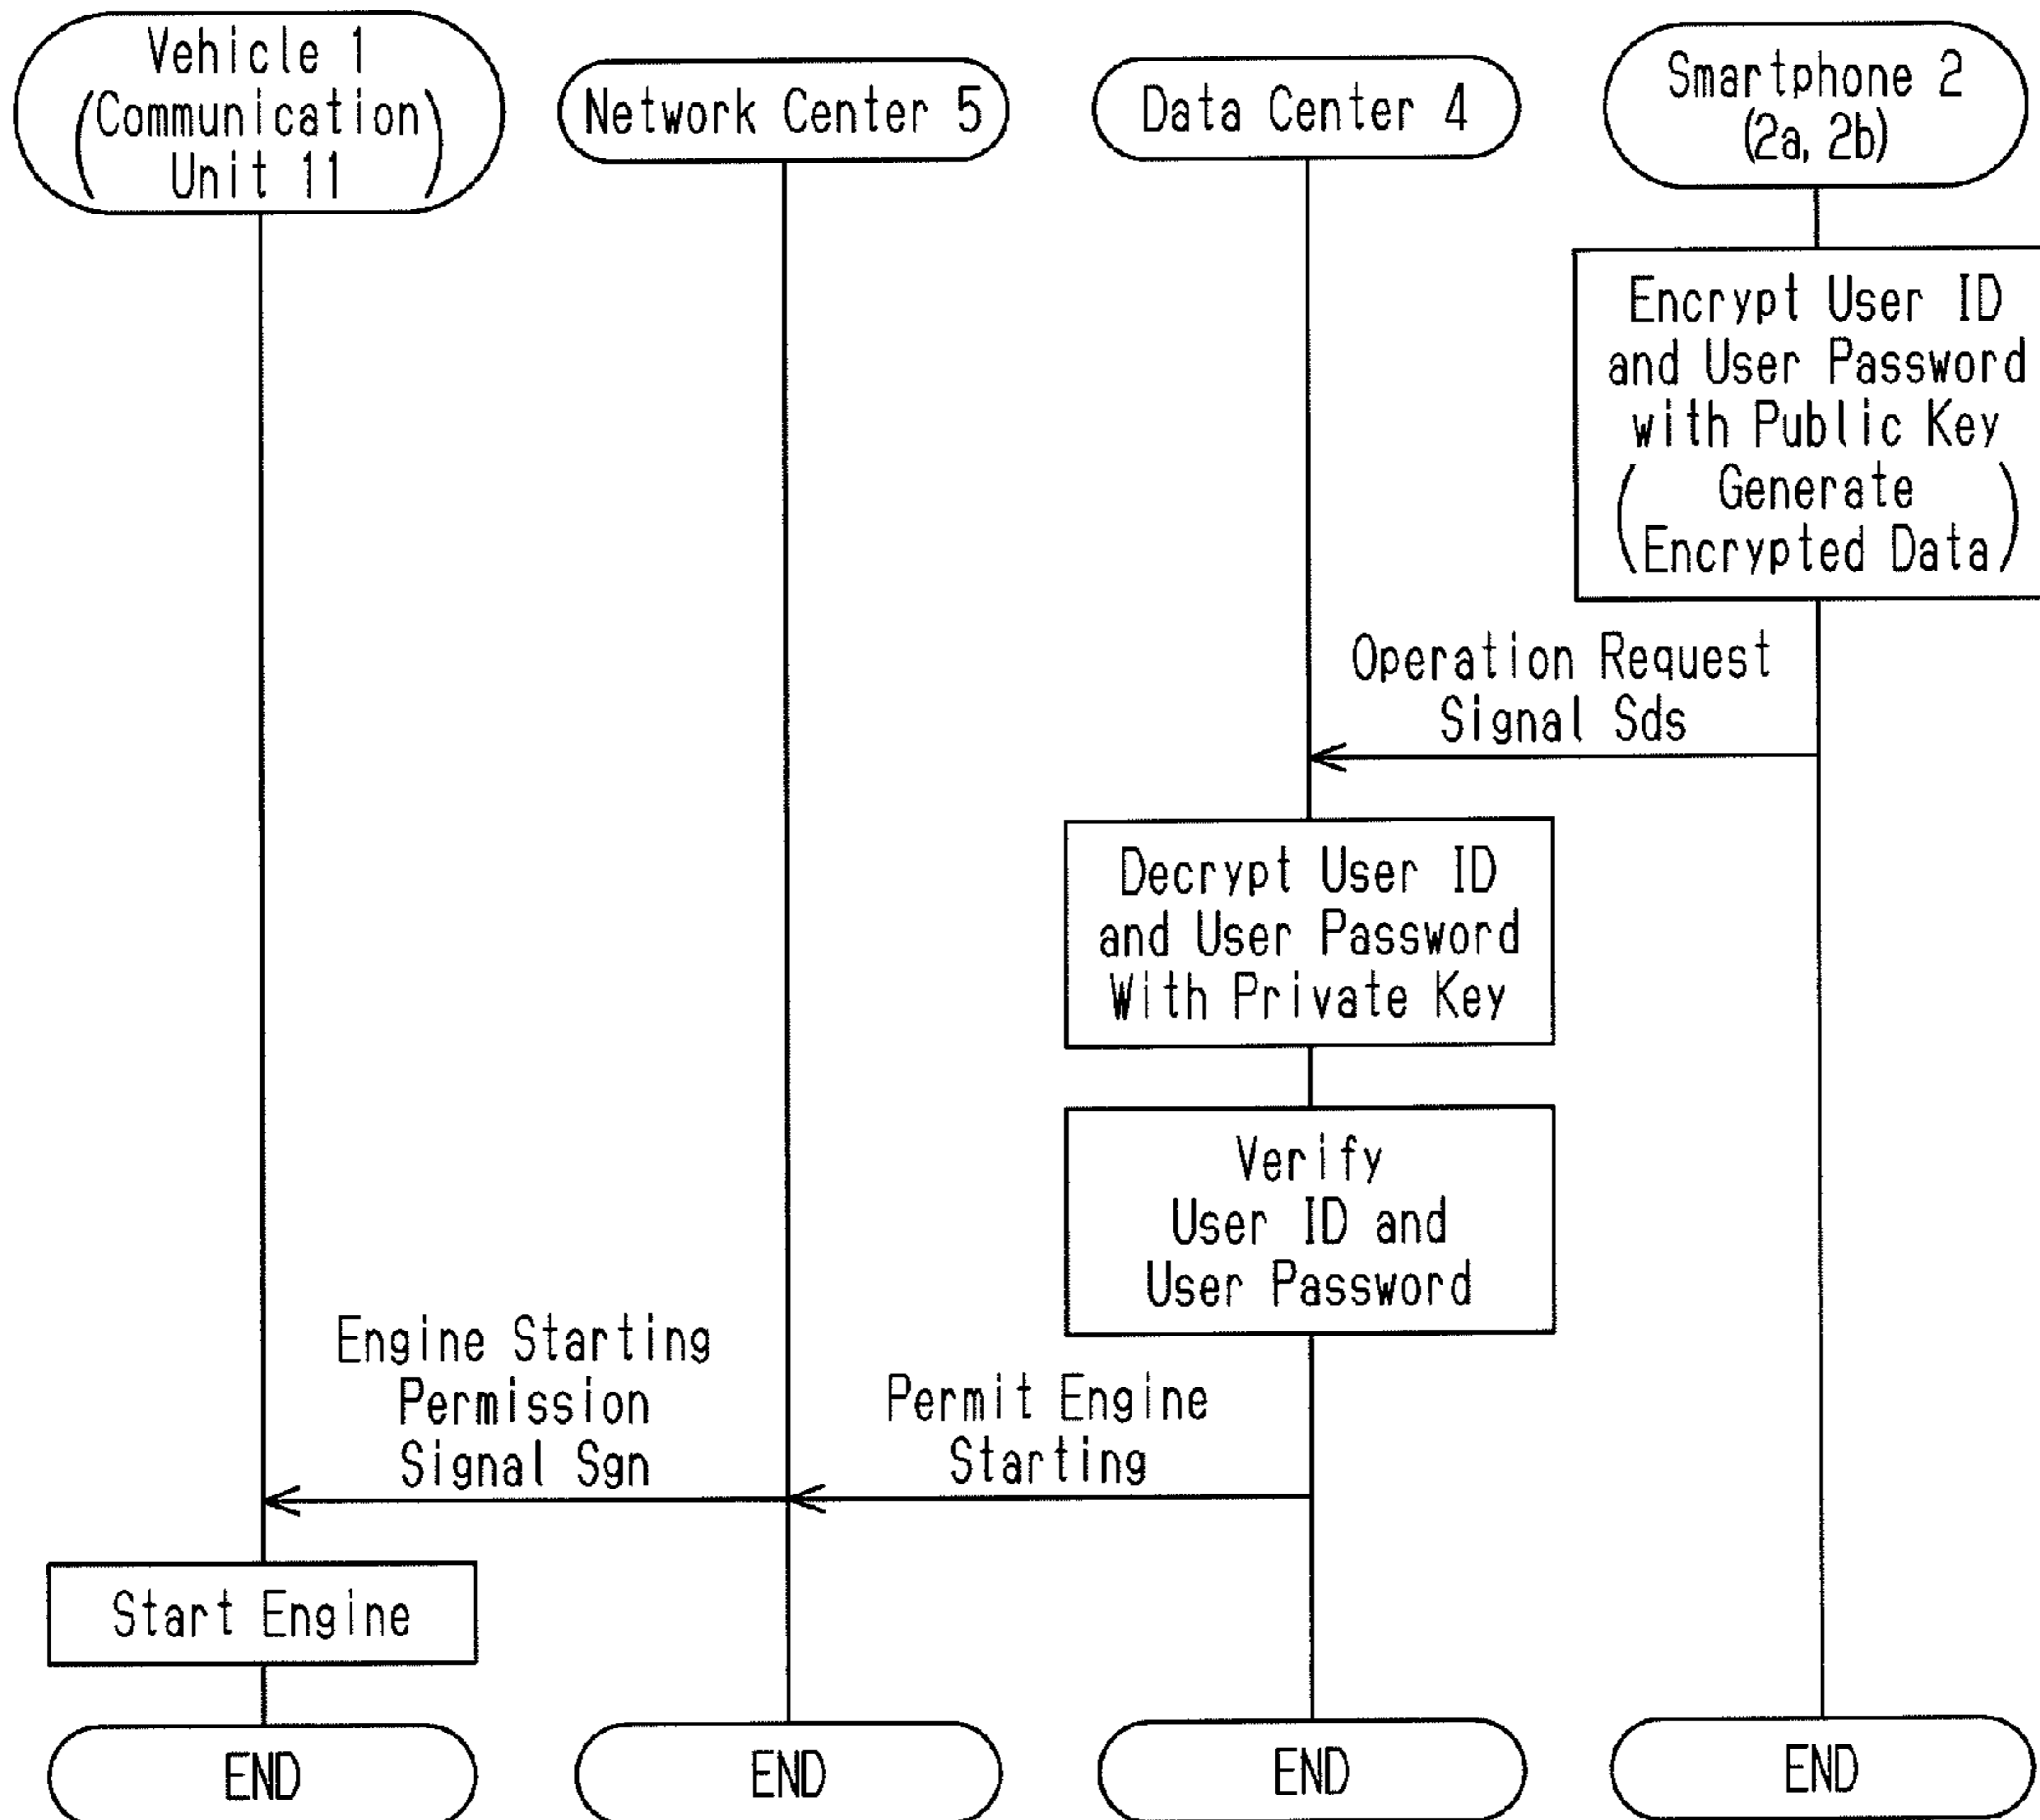 Vehicle 1
(Communication
Unit 11)
Network Center 5
Data Center 4
Smartphone 2
(2a, 2b)
Encrypt User ID
and User Password
with Public Key
(Generate
Encrypted Data)
Operation Request
Signal Sds
Decrypt User ID
and User Password
With Private Key
Verify
User ID and
User Password
Engine Starting
Permission
Signal Sgn
Permit Engine
Starting
Start Engine
END
END
END
END